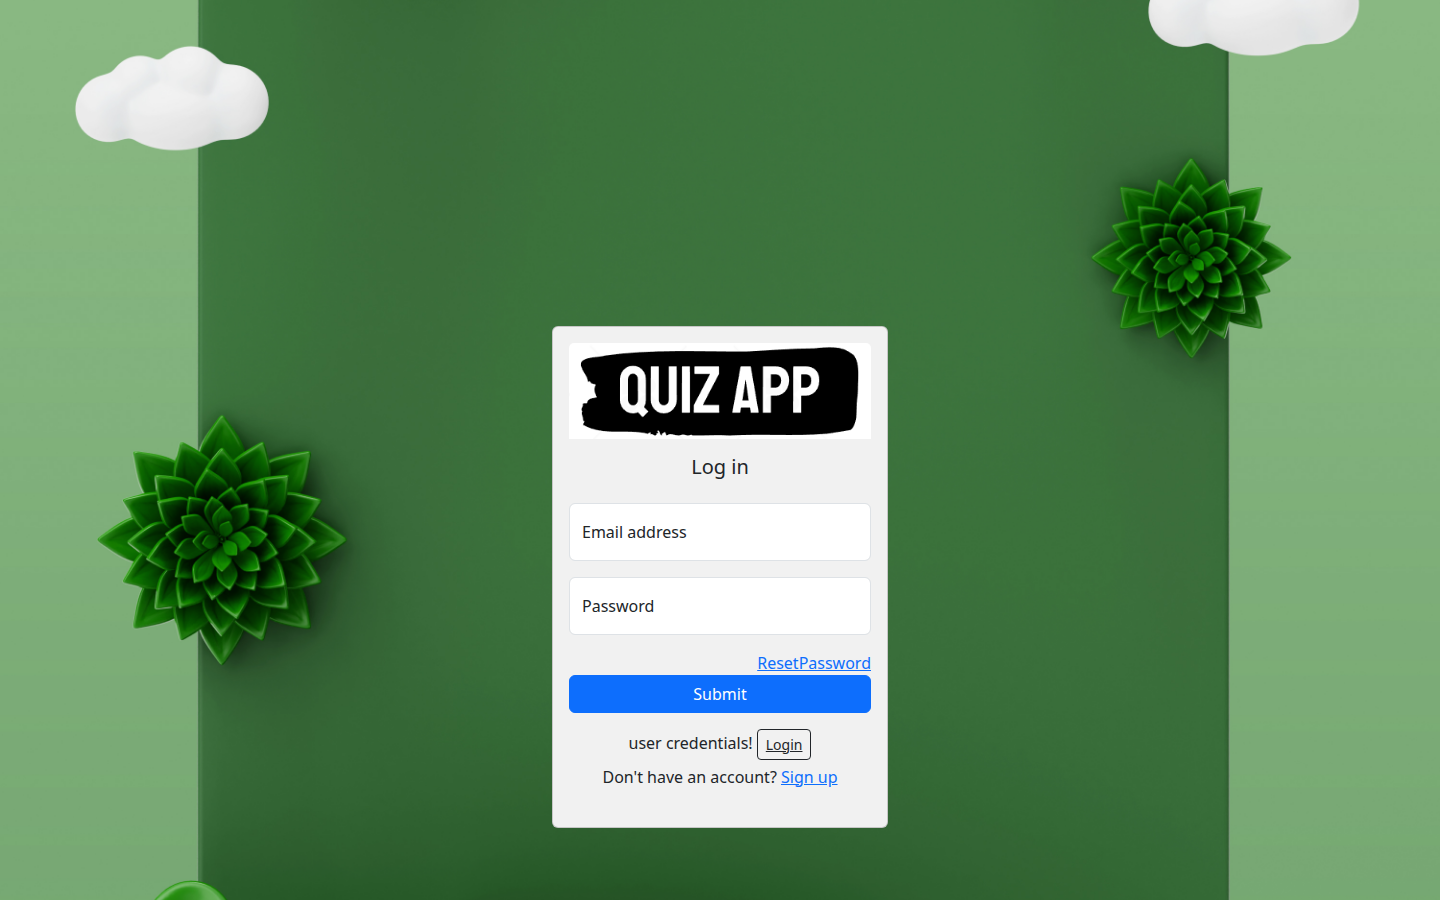 QUIZ APP
Log in
Email address
Password
ResetPassword
Submit
user credentials! Login
Don't have an account? Sign up